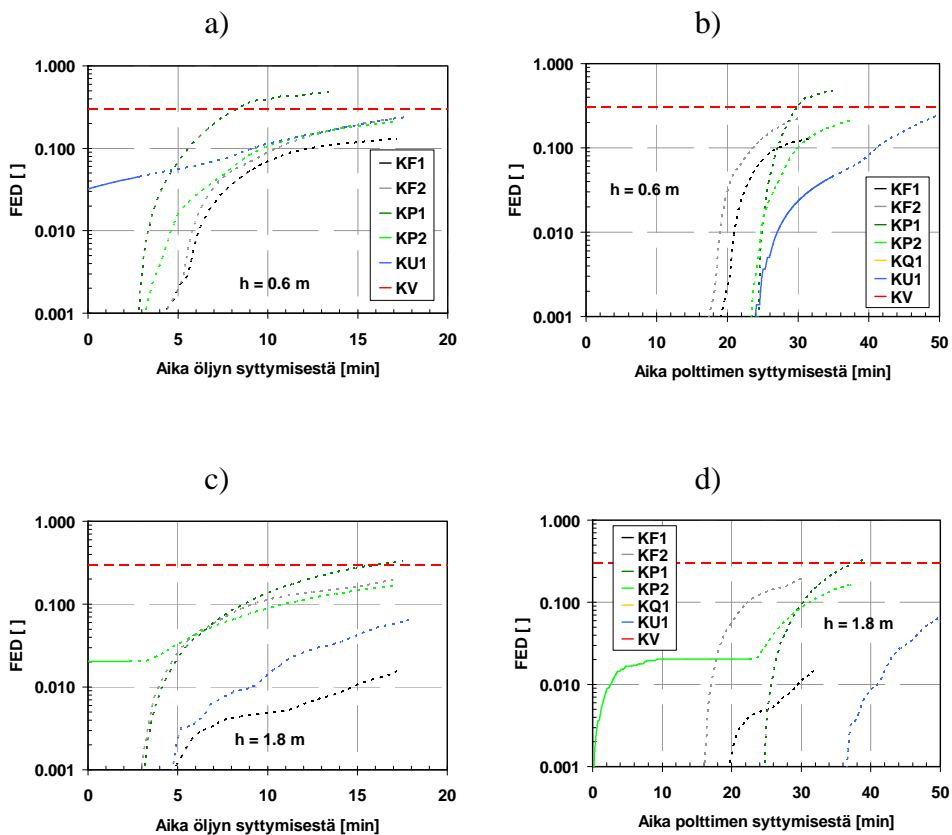 a)
1.000
0.100
0.010
0.001
FED [ ]
KF1
KF2
KP1
KP2
KU1
KV
h = 0.6 m
0 5 10 15 20
Aika öljyn syttymisestä [min]
b)
1.000
0.100
0.010
0.001
FED [ ]
h = 0.6 m
KF1
KF2
KP1
KP2
KQ1
KU1
KV
0 10 20 30 40 50
Aika polttimen syttymisestä [min]
c)
1.000
0.100
0.010
0.001
FED [ ]
h = 1.8 m
0 5 10 15 20
Aika öljyn syttymisestä [min]
d)
1.000
0.100
0.010
0.001
FED [ ]
KF1
KF2
KP1
KP2
KQ1
KU1
KV
h = 1.8 m
0 10 20 30 40 50
Aika polttimen syttymisestä [min]